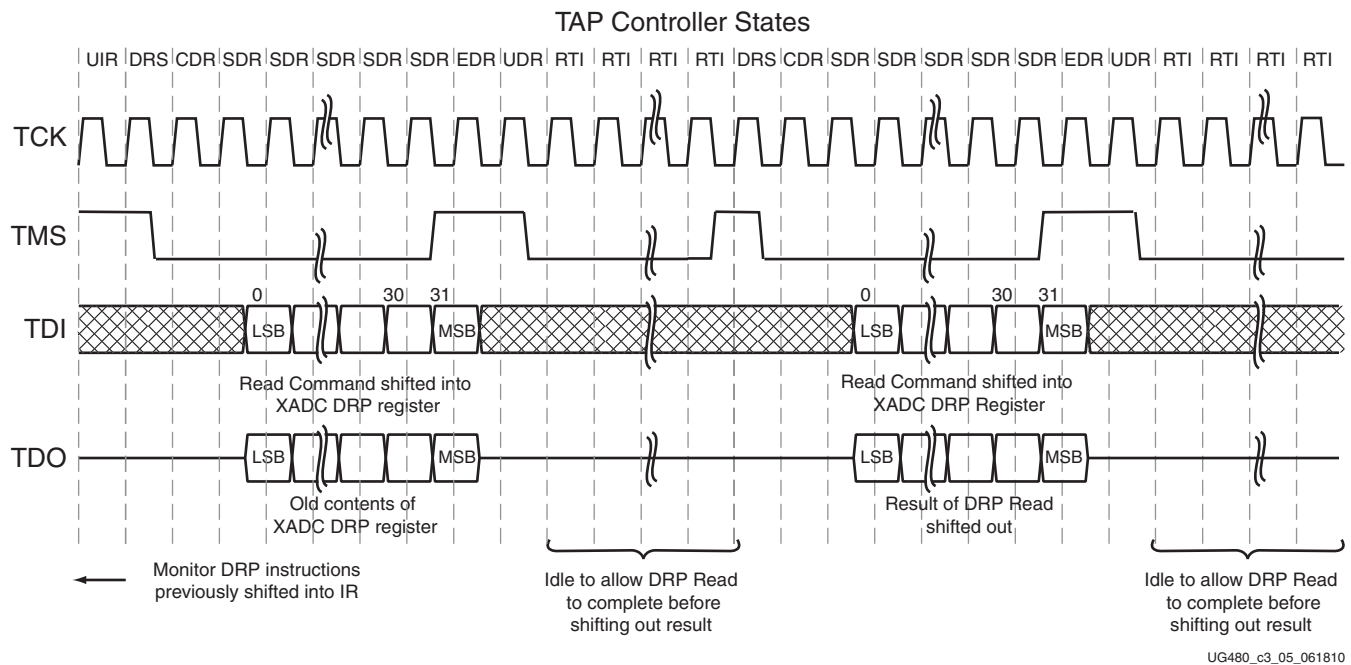 TAP Controller States
UIR DRS CDR SDR SDR SDR SDR SDR EDR UDR RTI RTI RTI RTI DRS CDR SDR SDR SDR SDR SDR EDR UDR RTI RTI RTI RTI
TCK
TMS
0 30 31 0 30 31
TDI LSB MSB LSB MSB
Read Command shifted into
XADC DRP register
Read Command shifted into
XADC DRP Register
TDO LSB MSB LSB MSB
Old contents of
XADC DRP register
Result of DRP Read
shifted out
Monitor DRP instructions
previously shifted into IR
Idle to allow DRP Read
to complete before
shifting out result
Idle to allow DRP Read
to complete before
shifting out result
UG480_c3_05_061810